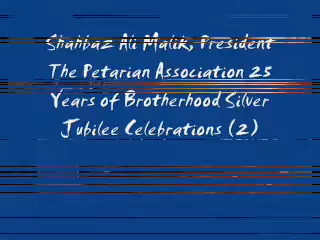 Shahbaz Ali Malik, President
The Petarian Association 25
Years of Brotherhood Silver
Jubilee Celebrations (2)